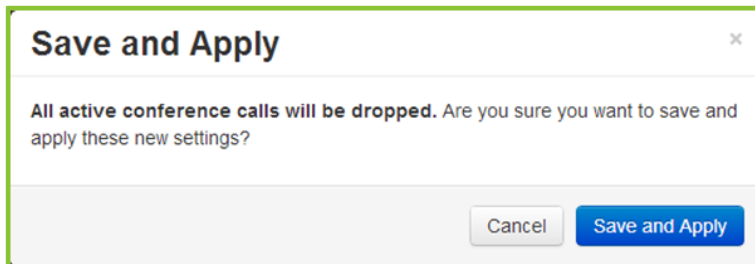 Save and Apply
×
All active conference calls will be dropped. Are you sure you want to save and
apply these new settings?
Cancel
Save and Apply